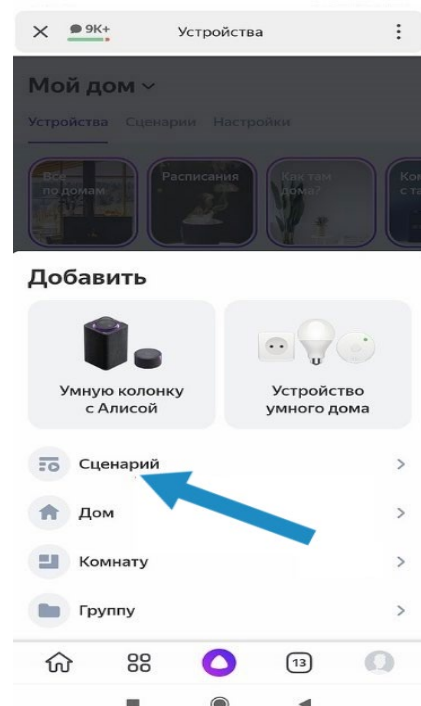 9K+ Устройства
Мой дом
Устройства Сценарии Настройки
Все
по домам
Расписания
Как там
дома?
Добавить
Умную колонку
с Алисой
Устройство
умного дома
Сценарий
Дом
Комнату
Группу
13